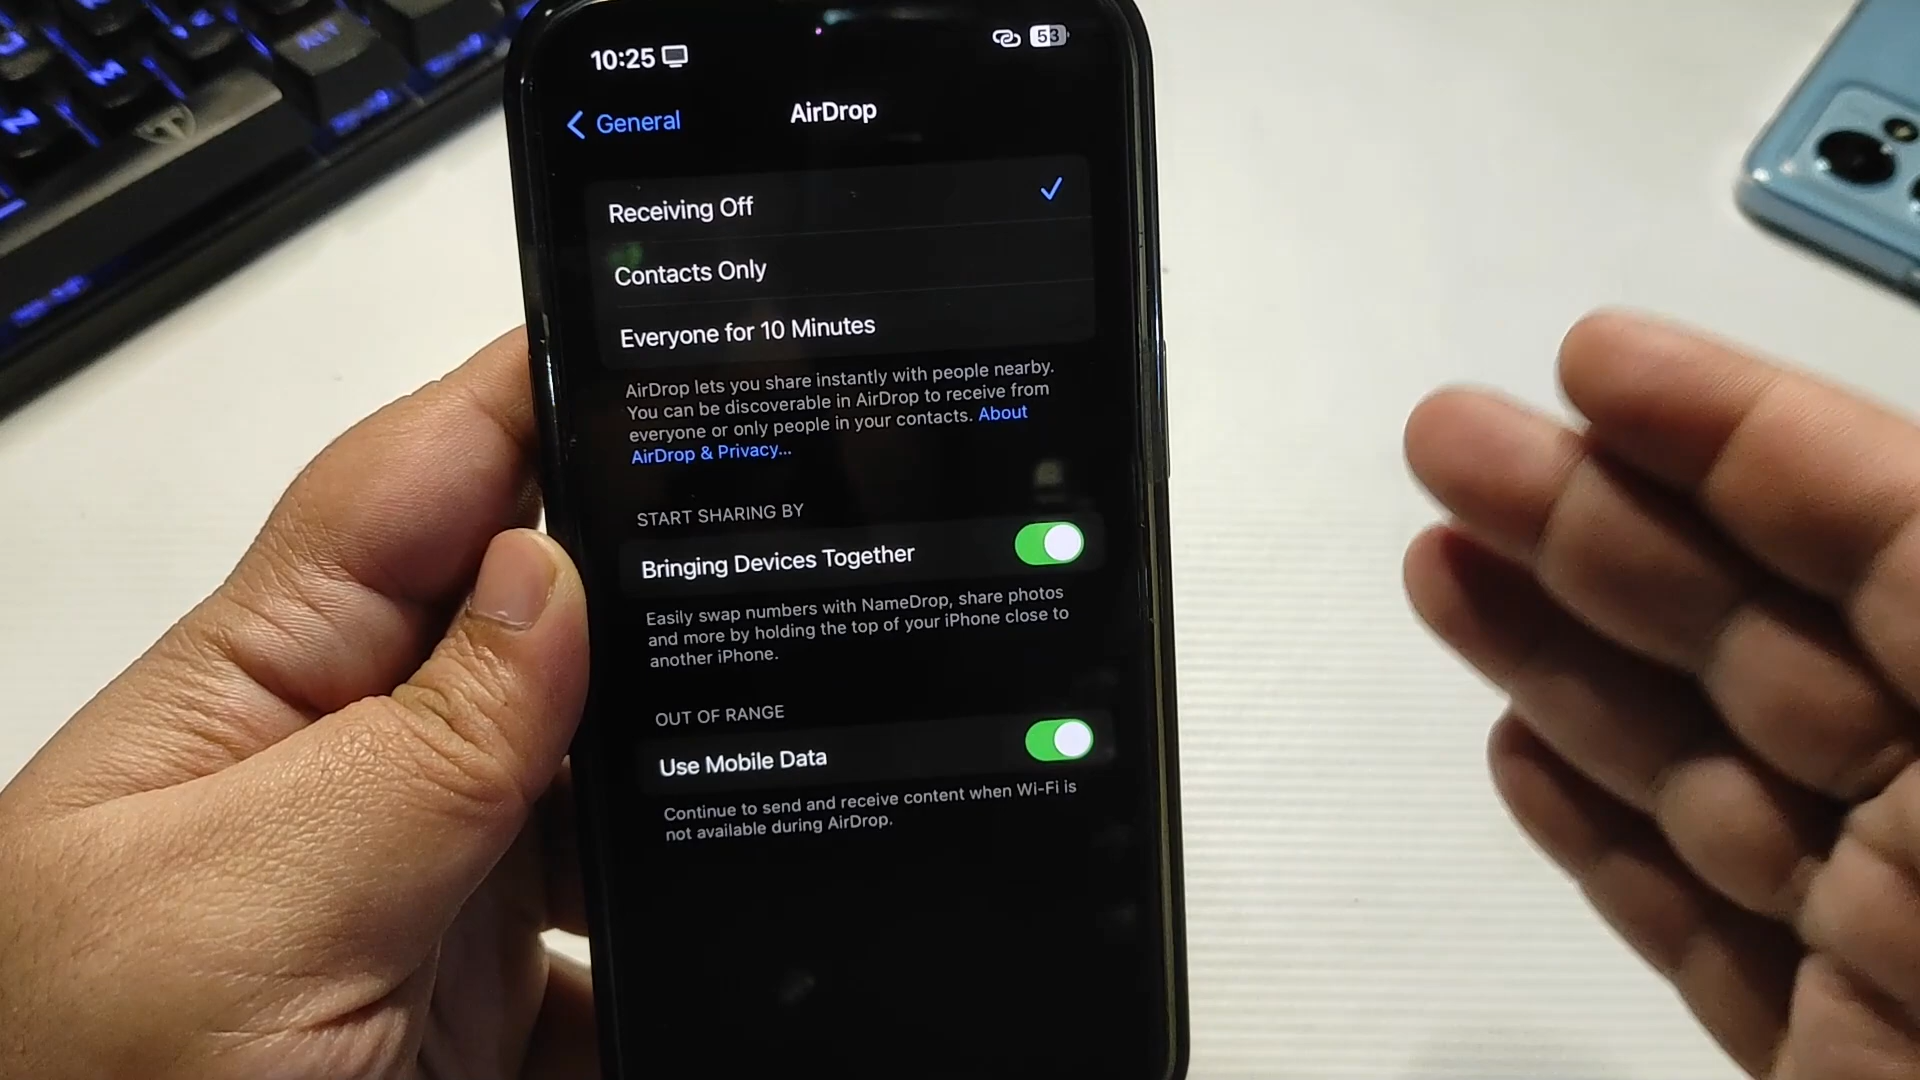 10:25
53
General
AirDrop
Receiving Off
Contacts Only
Everyone for 10 Minutes
AirDrop lets you share instantly with people nearby.
You can be discoverable in AirDrop to receive from
everyone or only people in your contacts. About
AirDrop & Privacy...
START SHARING BY
Bringing Devices Together
Easily swap numbers with NameDrop, share photos
and more by holding the top of your iPhone close to
another iPhone.
OUT OF RANGE
Use Mobile Data
Continue to send and receive content when Wi-Fi is
not available during AirDrop.
ALT
Z